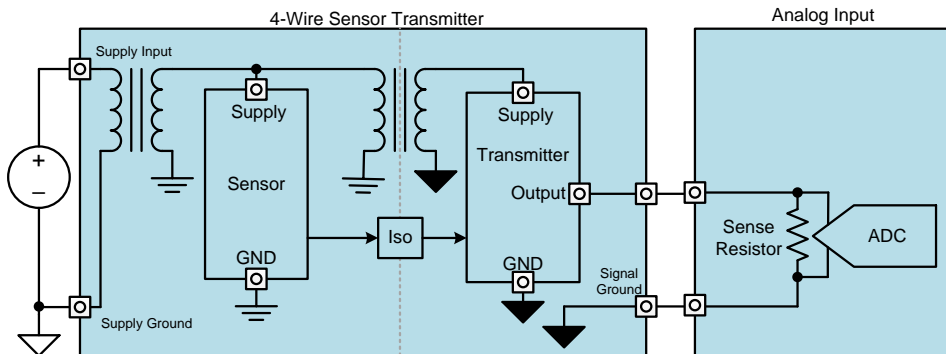 4-Wire Sensor Transmitter
Analog Input
Supply Input
Supply
Sensor
GND
Supply Ground
+
–
Iso
Supply
Transmitter
Output
GND
Signal
Ground
Sense
Resistor
ADC